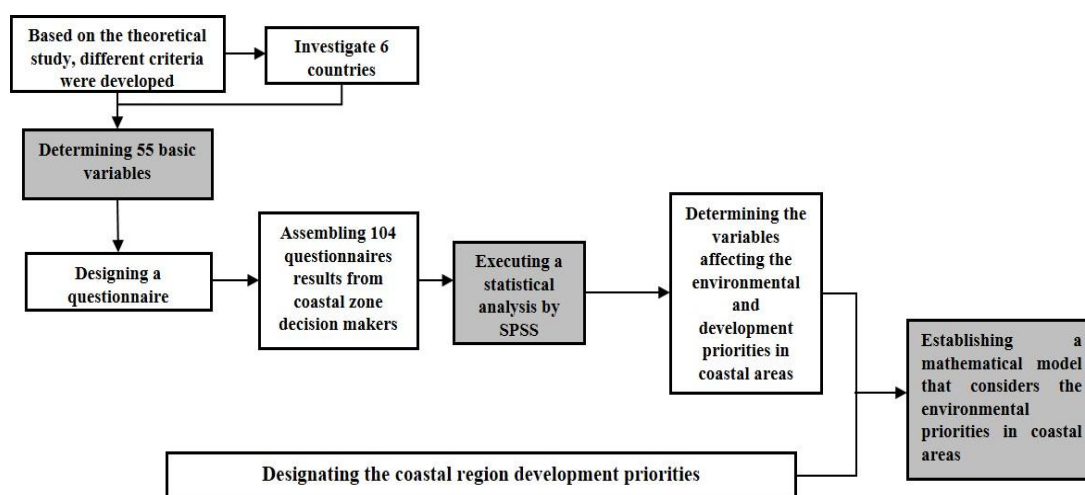 Based on the theoretical
study, different criteria
were developed
Investigate 6
countries
Determining 55 basic
variables
Designing a
questionnaire
Assembling 104
questionnaires
results from
coastal zone
decision makers
Executing a
statistical
analysis by
SPSS
Determining the
variables
affecting the
environmental
and
development
priorities in
coastal areas
Establishing a
mathematical model
that considers the
environmental
priorities in coastal
areas
Designating the coastal region development priorities